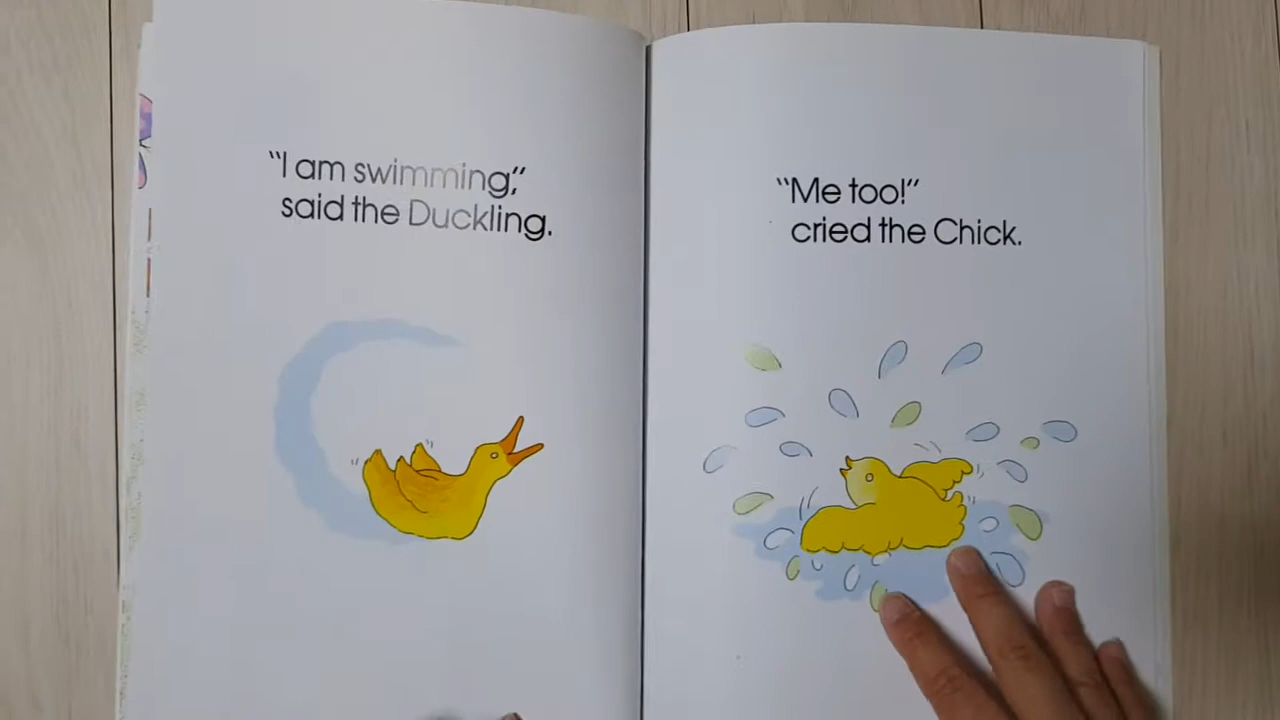 “I am swimming,”
said the Duckling.
“Me too!”
cried the Chick.